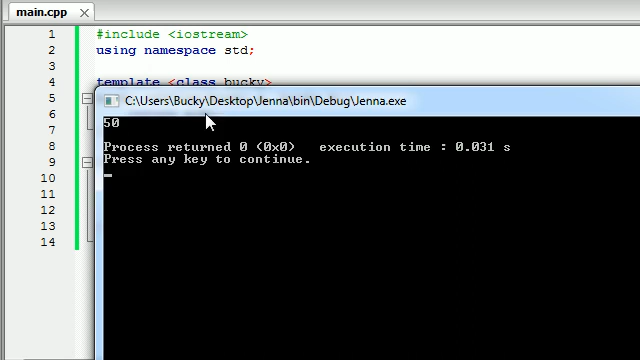 main.cpp
1 #include <iostream>
2 using namespace std;
3
4 template <class bucky>
5
6
7
8
9
10
11
12
13
14
C:\Users\Bucky\Desktop\Jenna\bin\Debug\Jenna.exe
50
Process returned 0 (0x0) execution time : 0.031 s
Press any key to continue.